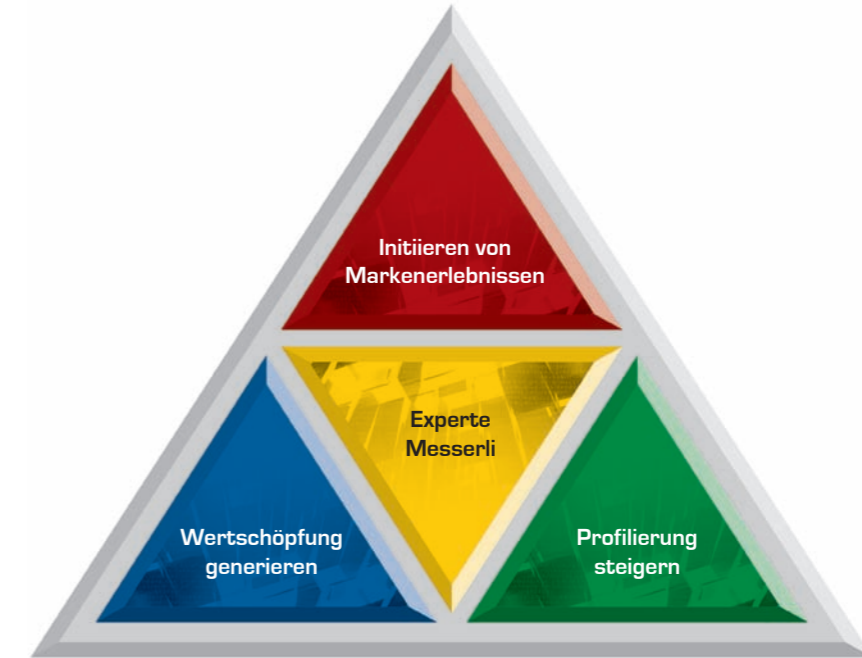 Initiieren von
Markenerlebnissen
Experte
Messerli
Wertschöpfung
generieren
Profilierung
steigern